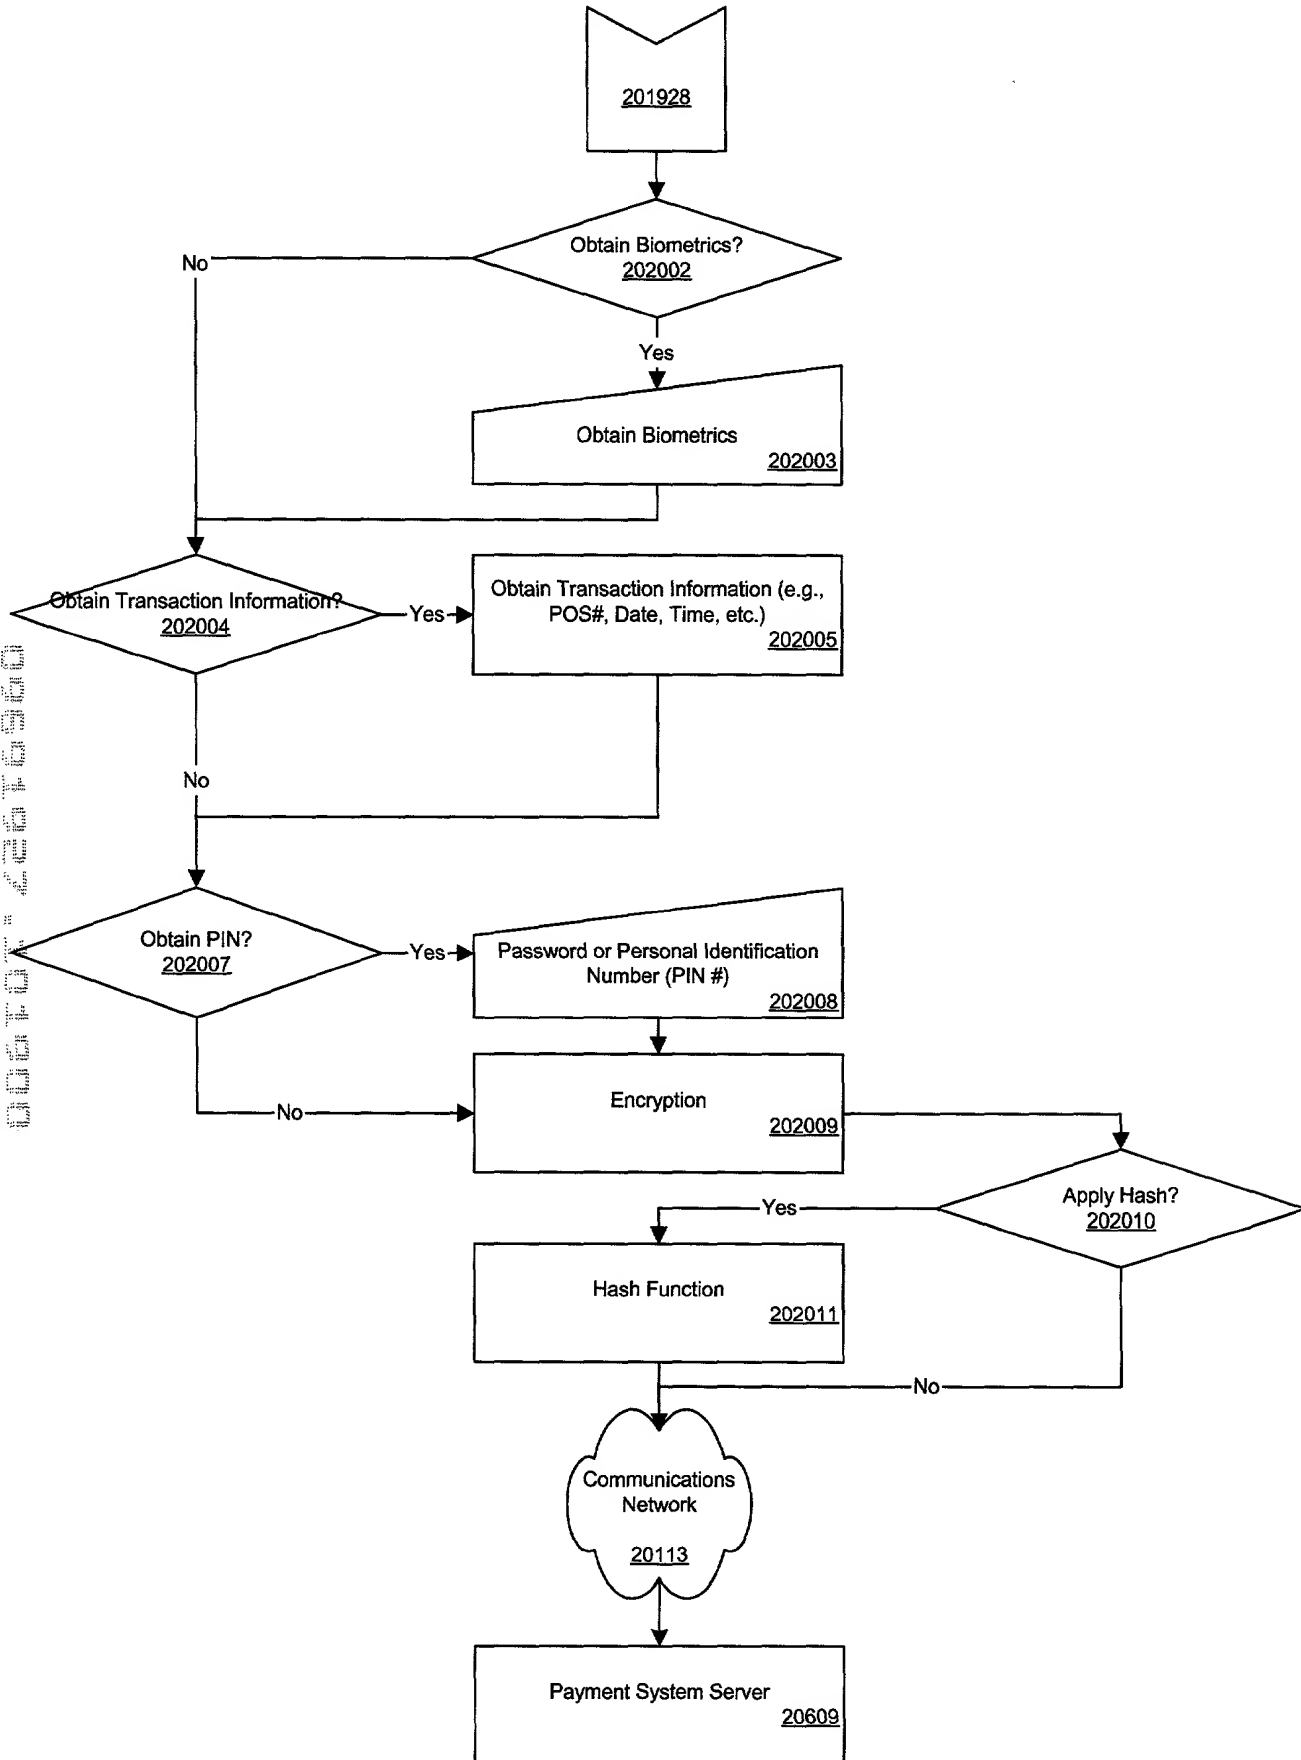 201928
Obtain Biometrics?
202002
No
Yes
Obtain Biometrics
202003
Obtain Transaction Information?
202004
Yes
Obtain Transaction Information (e.g.,
POS#, Date, Time, etc.)
202005
No
Obtain PIN?
202007
Yes
Password or Personal Identification
Number (PIN #)
202008
No
Encryption
202009
Apply Hash?
202010
Yes
Hash Function
202011
No
Communications
Network
20113
Payment System Server
20609